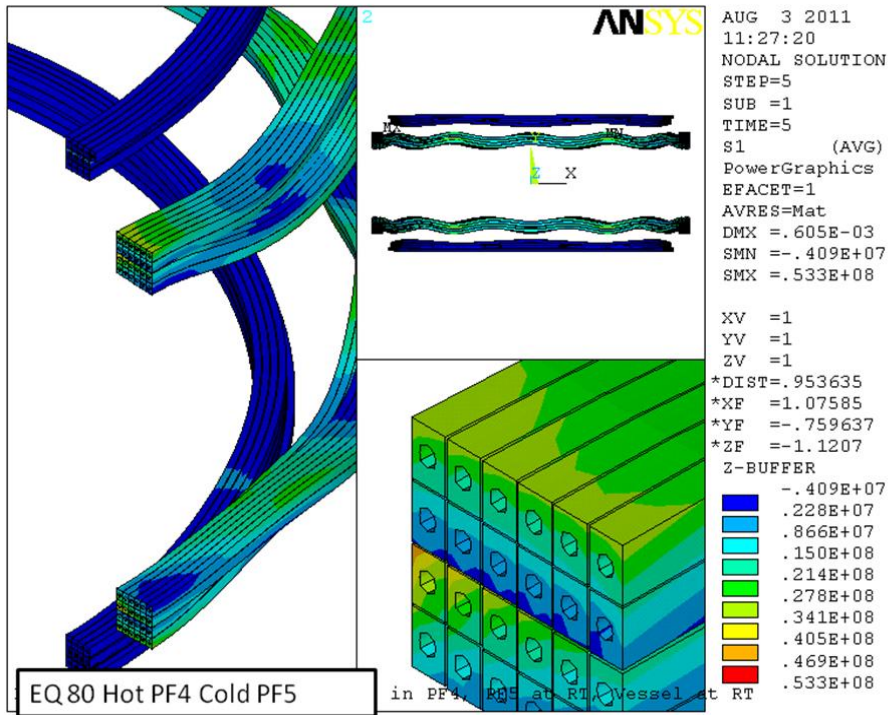 2
ANSYS
MX
MN
Y
Z X
AUG 3 2011
11:27:20
NODAL SOLUTION
STEP=5
SUB =1
TIME=5
S1 (AVG)
PowerGraphics
EFACET=1
AVRES=Mat
DMX =.605E-03
SMN =-.409E+07
SMX =.533E+08
XV =1
YV =1
ZV =1
*DIST=.953635
*XF =1.07585
*YF =-.759637
*ZF =-1.1207
Z-BUFFER
-.409E+07
.228E+07
.866E+07
.150E+08
.214E+08
.278E+08
.341E+08
.405E+08
.469E+08
.533E+08
EQ 80 Hot PF4 Cold PF5
in PF4, PF5 at RT, Vessel at RT